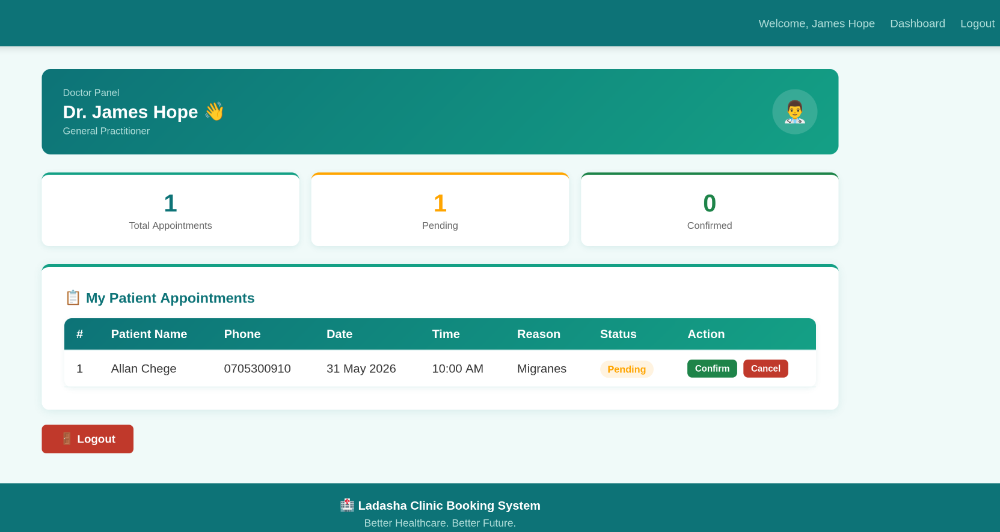 Welcome, James Hope Dashboard Logout
Doctor Panel
Dr. James Hope 👋
General Practitioner
1
Total Appointments
1
Pending
0
Confirmed
📋 My Patient Appointments
# Patient Name Phone Date Time Reason Status Action
1 Allan Chege 0705300910 31 May 2026 10:00 AM Migranes Pending Confirm Cancel
🚪 Logout
🏥 Ladasha Clinic Booking System
Better Healthcare. Better Future.